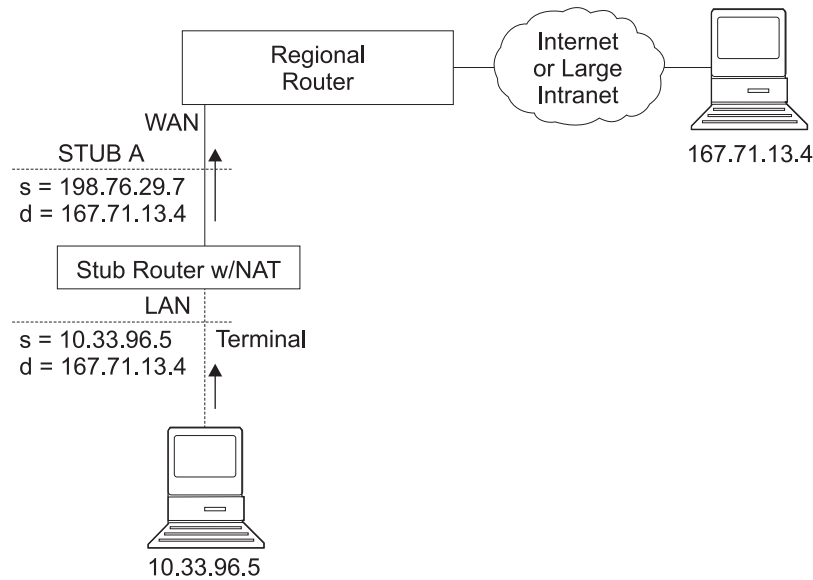 Regional
Router
Internet
or Large
Intranet
167.71.13.4
WAN
STUB A
s = 198.76.29.7
d = 167.71.13.4
Stub Router w/NAT
LAN
s = 10.33.96.5
d = 167.71.13.4
Terminal
10.33.96.5